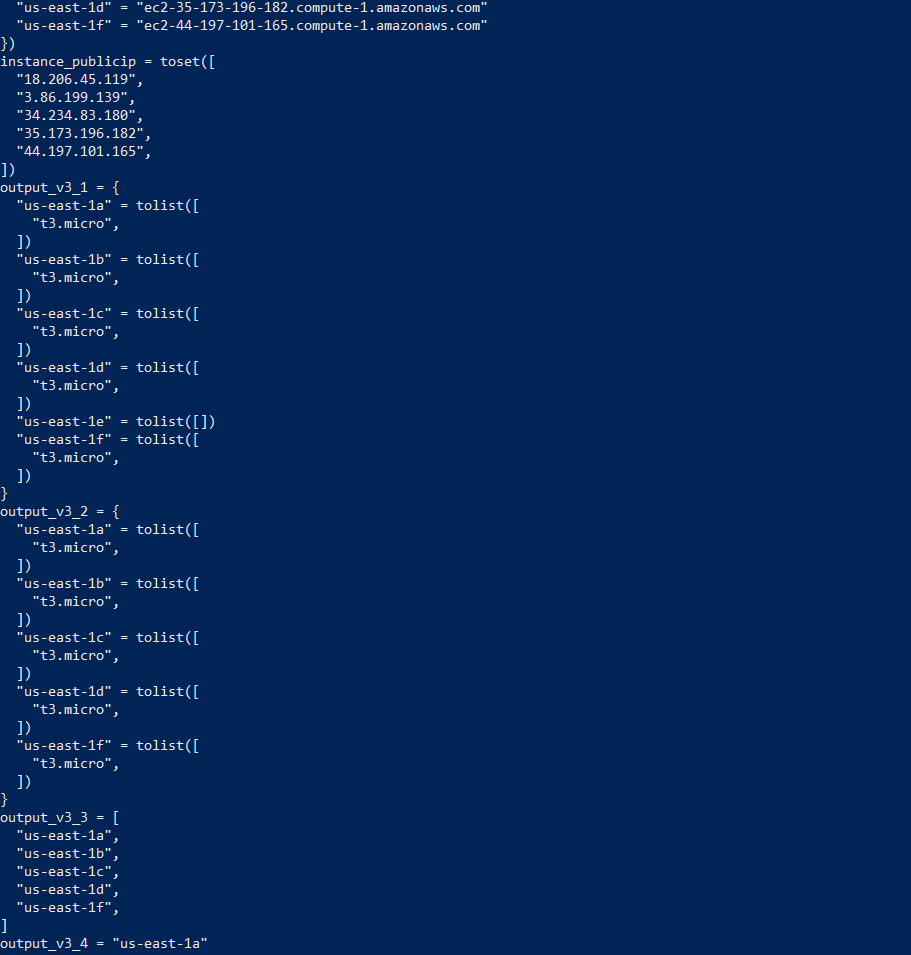 "us-east-1d" = "ec2-35-173-196-182.compute-1.amazonaws.com"
"us-east-1f" = "ec2-44-197-101-165.compute-1.amazonaws.com"
})
instance_publicip = toset([
"18.206.45.119",
"3.86.199.139",
"34.234.83.180",
"35.173.196.182",
"44.197.101.165",
])
output_v3_1 = {
"us-east-1a" = tolist([
"t3.micro",
])
"us-east-1b" = tolist([
"t3.micro",
])
"us-east-1c" = tolist([
"t3.micro",
])
"us-east-1d" = tolist([
"t3.micro",
])
"us-east-1e" = tolist([])
"us-east-1f" = tolist([
"t3.micro",
])
}
output_v3_2 = {
"us-east-1a" = tolist([
"t3.micro",
])
"us-east-1b" = tolist([
"t3.micro",
])
"us-east-1c" = tolist([
"t3.micro",
])
"us-east-1d" = tolist([
"t3.micro",
])
"us-east-1f" = tolist([
"t3.micro",
])
}
output_v3_3 = [
"us-east-1a",
"us-east-1b",
"us-east-1c",
"us-east-1d",
"us-east-1f",
]
output_v3_4 = "us-east-1a"